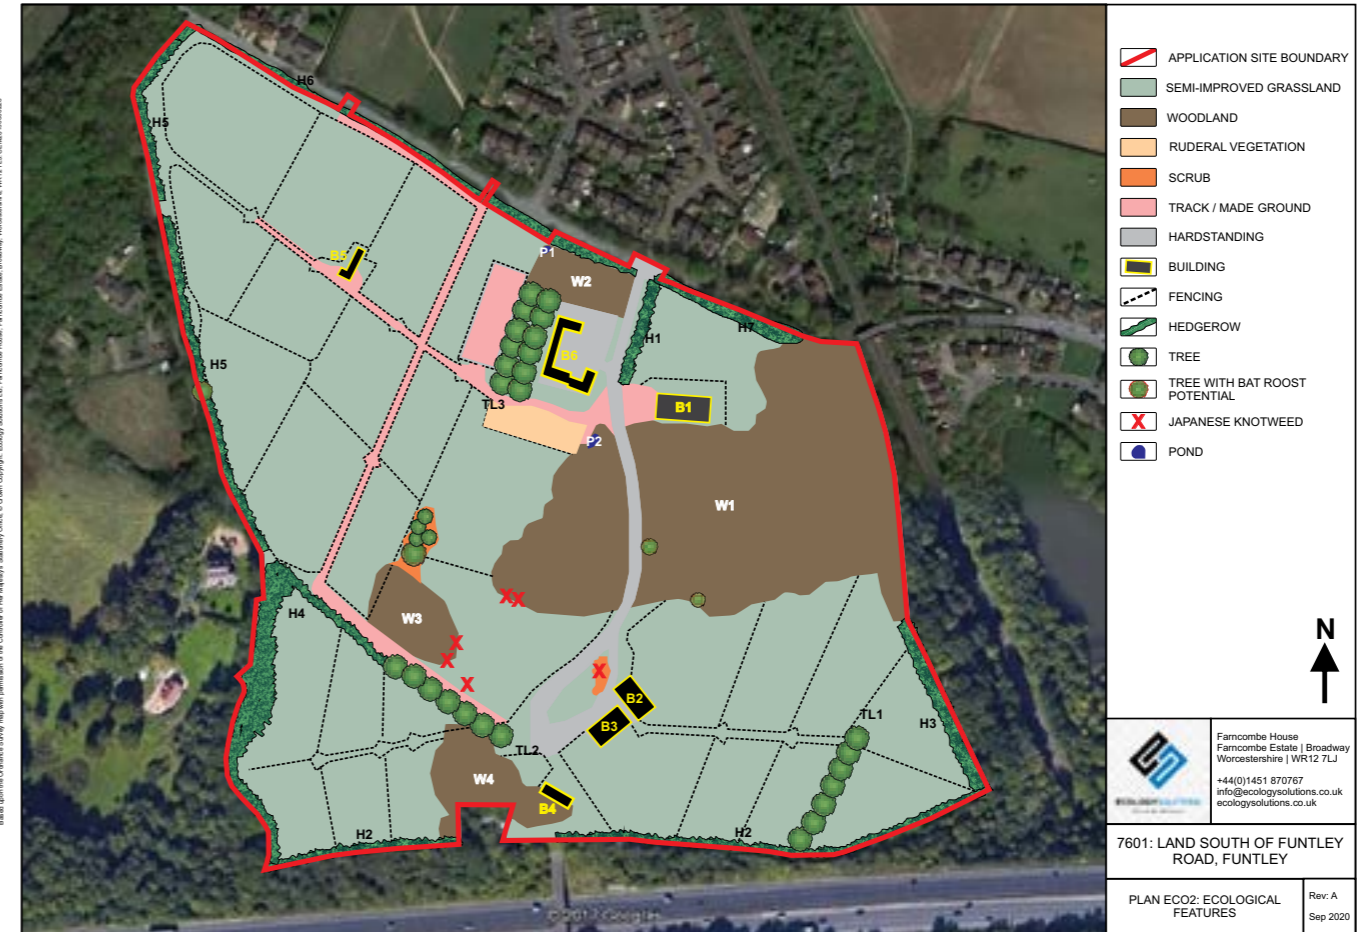 H6
H5
B5
P1
W2
H7
H1
B6
H5
TL3
B1
P2
W1
H4
W3
X X
X
X
X
X
B2
B3
TL1
H3
TL2
W4
B4
H2
H2
APPLICATION SITE BOUNDARY
SEMI-IMPROVED GRASSLAND
WOODLAND
RUDERAL VEGETATION
SCRUB
TRACK / MADE GROUND
HARDSTANDING
BUILDING
FENCING
HEDGEROW
TREE
TREE WITH BAT ROOST
POTENTIAL
X JAPANESE KNOTWEED
POND
N
ECOLOGYSOLUTIONS
Farncombe House
Farncombe Estate | Broadway
Worcestershire | WR12 7LJ
+44(0)1451 870767
info@ecologysolutions.co.uk
ecologysolutions.co.uk
7601: LAND SOUTH OF FUNTLEY
ROAD, FUNTLEY
PLAN ECO2: ECOLOGICAL
FEATURES
Rev: A
Sep 2020